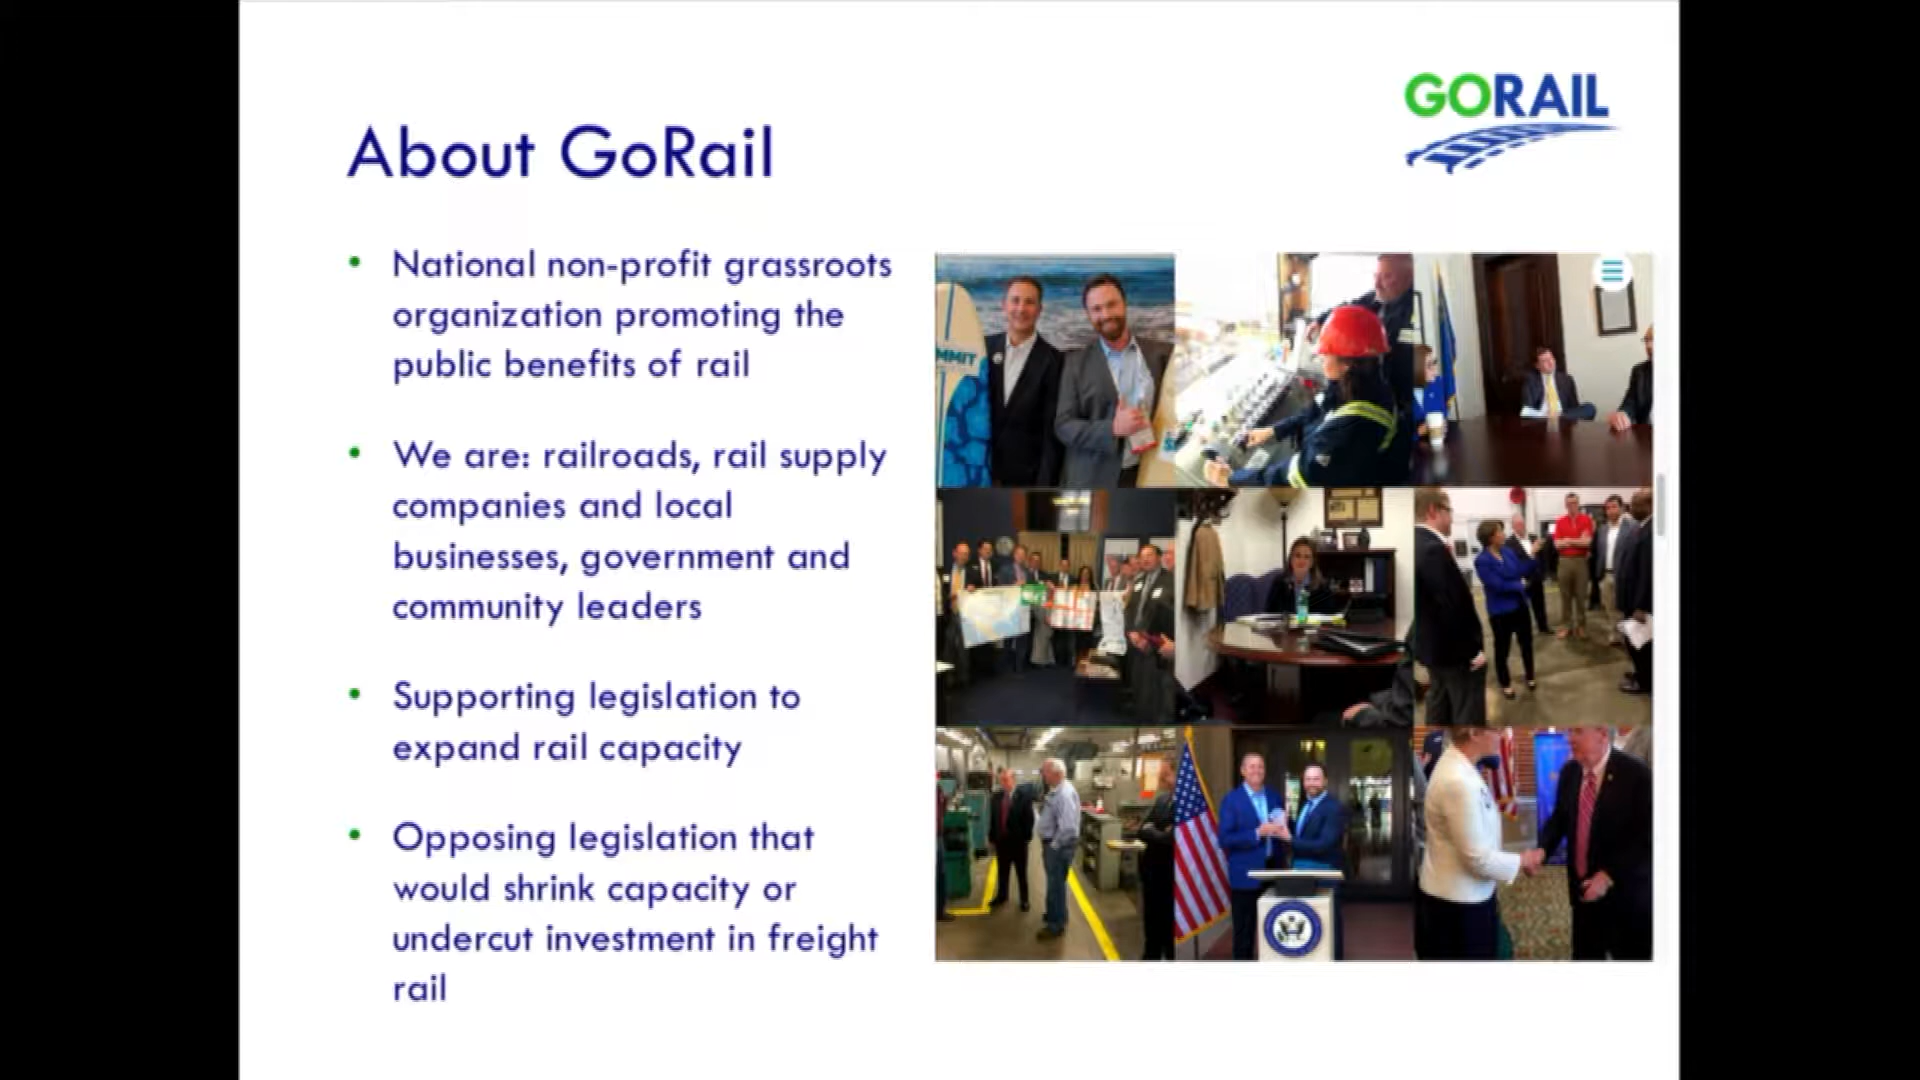 GORAIL
About GoRail
• National non-profit grassroots
organization promoting the
public benefits of rail
• We are: railroads, rail supply
companies and local
businesses, government and
community leaders
• Supporting legislation to
expand rail capacity
• Opposing legislation that
would shrink capacity or
undercut investment in freight
rail
MMIT